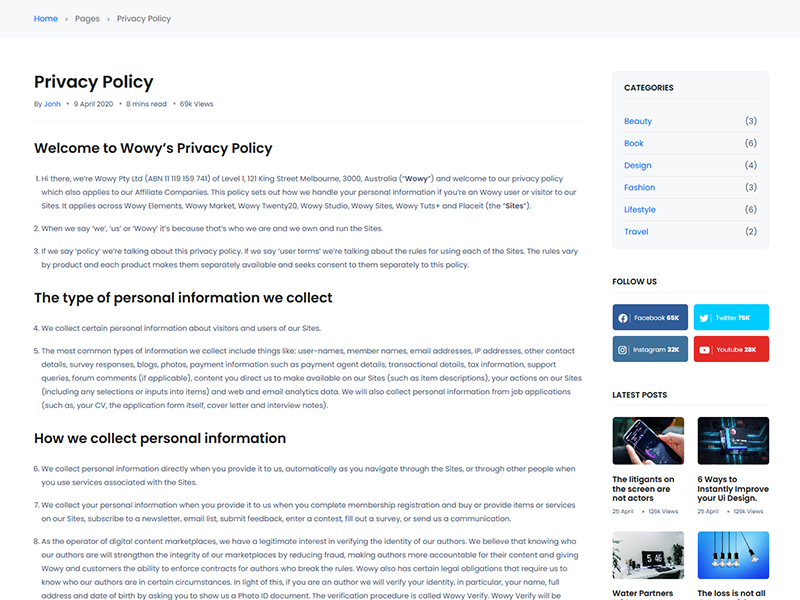 Home › Pages › Privacy Policy
Privacy Policy
By Jonh • 9 April 2020 • 8 mins read • 69k Views
Welcome to Wowy's Privacy Policy
1. Hi there, we're Wowy Pty Ltd (ABN 11 119 159 741) of Level 1, 121 King Street Melbourne, 3000, Australia ("Wowy") and welcome to our privacy policy
which also applies to our Affiliate Companies. This policy sets out how we handle your personal information if you're an Wowy user or visitor to our
Sites. It applies across Wowy Elements, Wowy Market, Wowy Twenty20, Wowy Studio, Wowy Sites, Wowy Tuts+ and Placeit (the "Sites").
2. When we say 'we', 'us' or 'Wowy' it's because that's who we are and we own and run the Sites.
3. If we say 'policy' we're talking about this privacy policy. If we say 'user terms' we're talking about the rules for using each of the Sites. The rules vary
by product and each product makes them separately available and seeks consent to them separately to this policy.
The type of personal information we collect
4. We collect certain personal information about visitors and users of our Sites.
5. The most common types of information we collect include things like: user-names, member names, email addresses, IP addresses, other contact
details, survey responses, blogs, photos, payment information such as payment agent details, transactional details, tax information, support
queries, forum comments (if applicable), content you direct us to make available on our Sites (such as item descriptions), your actions on our Sites
(including any selections or inputs into items) and web and email analytics data. We will also collect personal information from job applications
(such as, your CV, the application form itself, cover letter and interview notes).
How we collect personal information
6. We collect personal information directly when you provide it to us, automatically as you navigate through the Sites, or through other people when
you use services associated with the Sites.
7. We collect your personal information when you provide it to us when you complete membership registration and buy or provide items or services
on our Sites, subscribe to a newsletter, email list, submit feedback, enter a contest, fill out a survey, or send us a communication.
8. As the operator of digital content marketplaces, we have a legitimate interest in verifying the identity of our authors. We believe that knowing who
our authors are will strengthen the integrity of our marketplaces by reducing fraud, making authors more accountable for their content and giving
Wowy and customers the ability to enforce contracts for authors who break the rules. Wowy also has certain legal obligations that require us to
know who our authors are in certain circumstances. In light of this, if you are an author we will verify your identity, in particular, your name, full
address and date of birth by asking you to show us a Photo ID document. The verification procedure is called Wowy Verify. Wowy Verify will be
CATEGORIES
Beauty (3)
Book (6)
Design (4)
Fashion (3)
Lifestyle (6)
Travel (2)
FOLLOW US
Facebook 65K
Twitter 75K
Instagram 32K
Youtube 28K
LATEST POSTS
The litigants on
the screen are
not actors
25 April • 126k Views
6 Ways to
Instantly Improve
your Ui Design.
25 April • 126k Views
5 46
Water Partners
The loss is not all